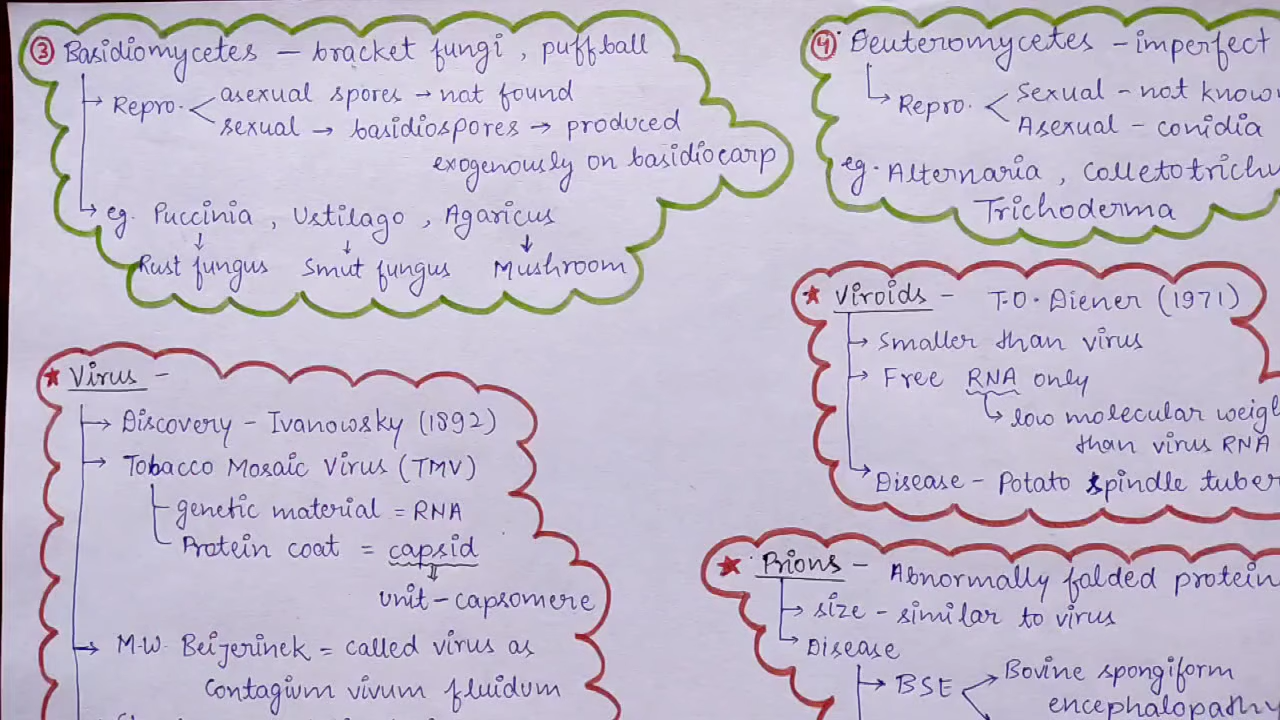 ③ Basidiomycetes — bracket fungi, puffball
Repro. asexual spores → not found
sexual → basidiospores → produced
exogenously on basidiocarp
eg. Puccinia, Ustilago, Agaricus
↓ ↓ ↓
Rust fungus Smut fungus Mushroom
④ Deuteromycetes - imperfect
Repro. Sexual - not know
Asexual - conidia
eg. Alternaria, Colletotrichu
Trichoderma
★ Virus -
→ Discovery - Ivanowsky (1892)
→ Tobacco Mosaic Virus (TMV)
genetic material = RNA
Protein coat = capsid
unit - capsomere
→ M.W. Beijerinek = called virus as
contagium vivum fluidum
★ Viroids - T.O. Diener (1971)
→ Smaller than virus
→ Free RNA only
→ low molecular weigh
than virus RNA
→ Disease - Potato spindle tuber
★ Prions - Abnormally folded protein
→ size - similar to virus
→ Disease
→ BSE → Bovine spongiform
encephalopathy